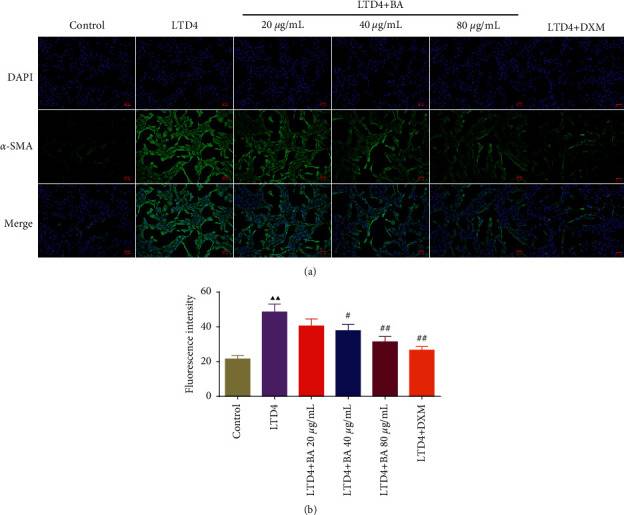 LTD4+BA
Control LTD4 20 µg/mL 40 µg/mL 80 µg/mL LTD4+DXM
DAPI
α-SMA
Merge
(a)
Fluorescence intensity
60
40
20
0
▲▲
#
##
##
Control
LTD4
LTD4+BA 20 µg/mL
LTD4+BA 40 µg/mL
LTD4+BA 80 µg/mL
LTD4+DXM
(b)